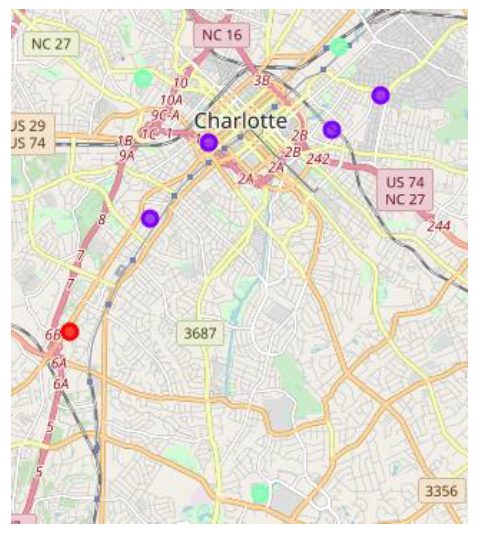 NC 16
NC 27
3B
10
10A
9C-A
Charlotte
US 29
US 74
1C
1B
9A
2B
2B
242
2A
2A
US 74
NC 27
8
244
7
7
6B
3687
6A
6A
5
5
3356